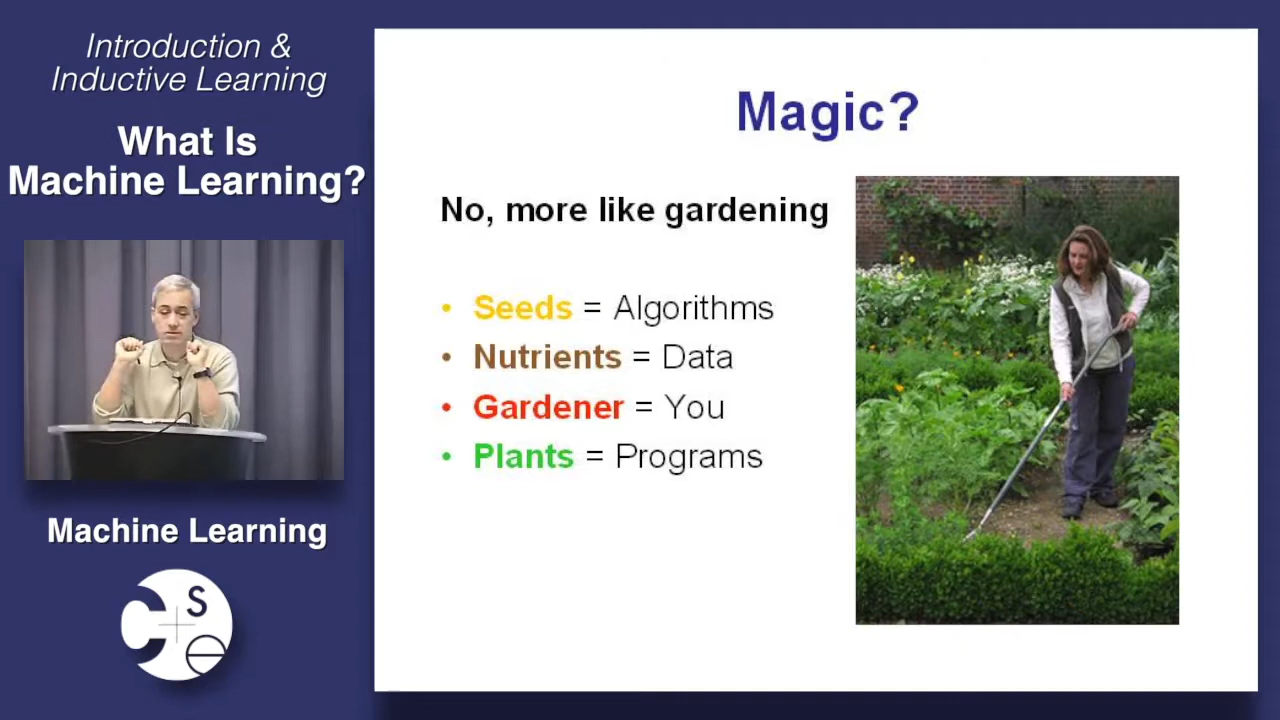 Introduction &
Inductive Learning
What Is
Machine Learning?
Machine Learning
C S e
Magic?
No, more like gardening
• Seeds = Algorithms
• Nutrients = Data
• Gardener = You
• Plants = Programs